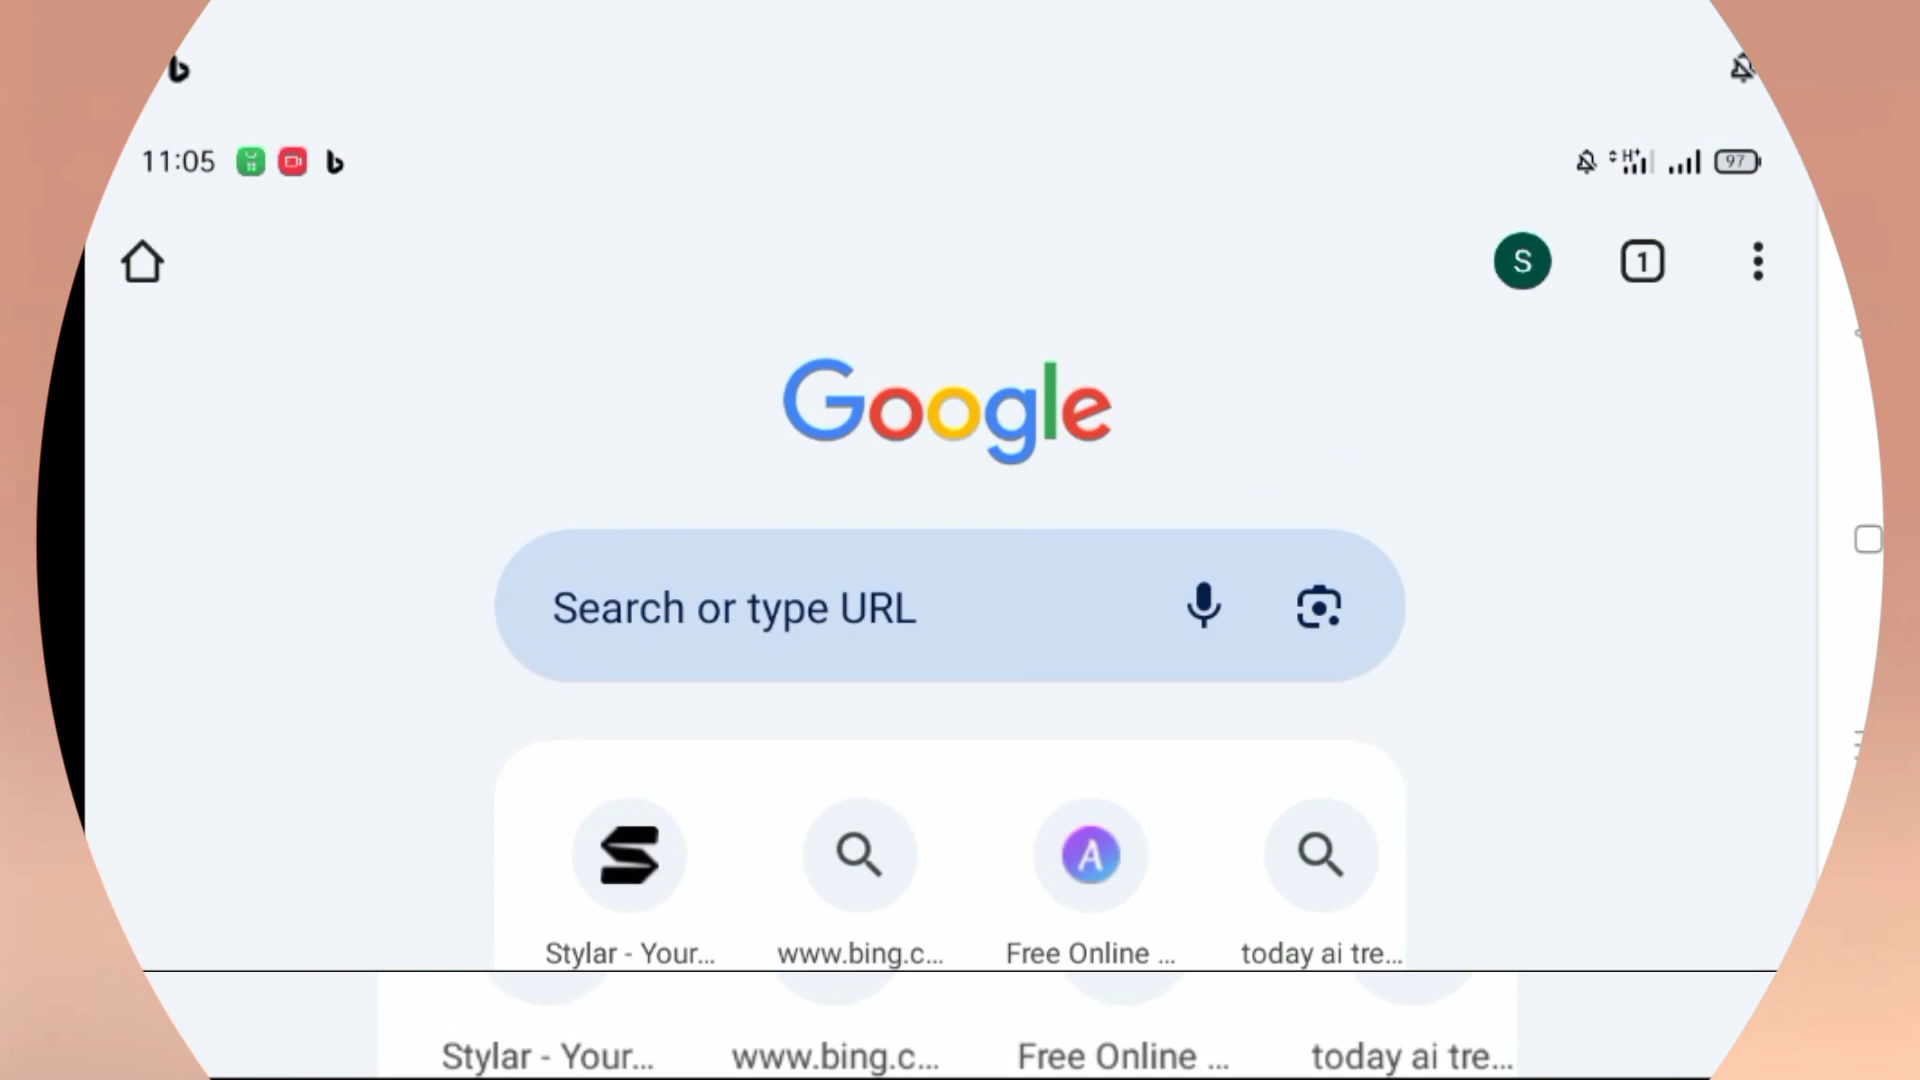 11:05 H+ 97
S 1
Google
Search or type URL
A
Stylar - Your... www.bing.c... Free Online ... today ai tre...
Stylar - Your... www.bing.c... Free Online ... today ai tre...